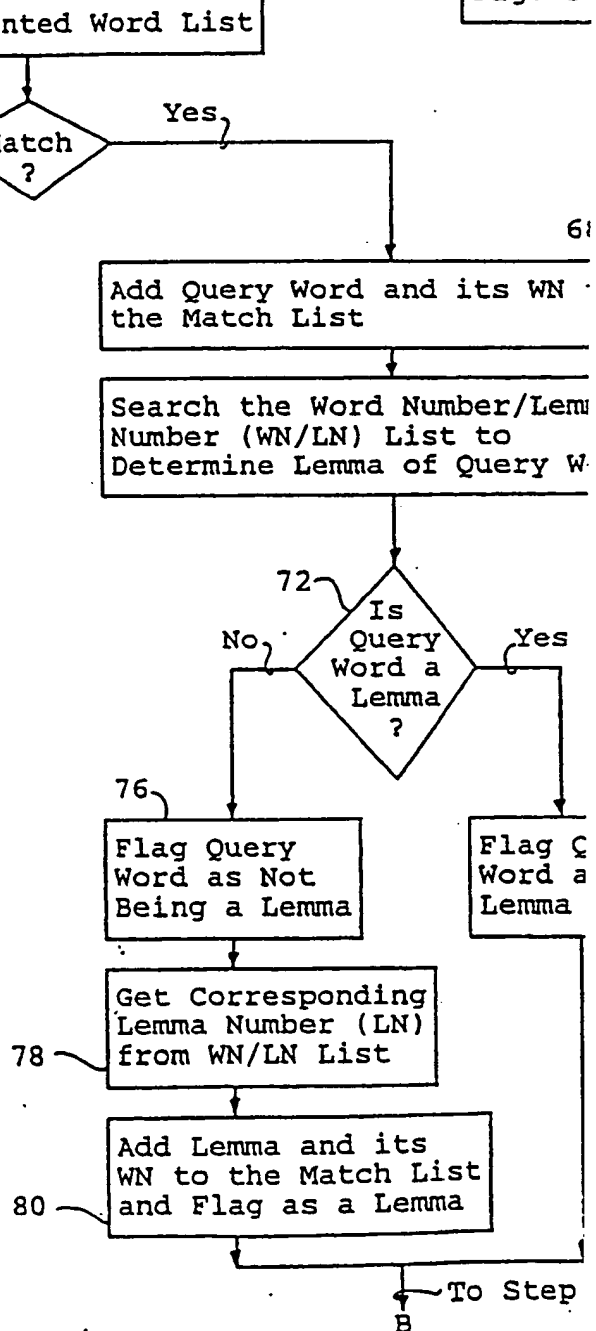 nted Word List
Yes
atch
?
Add Query Word and its WN
the Match List
Search the Word Number/Lem
Number (WN/LN) List to
Determine Lemma of Query W
72
Is
Query
Word a
Lemma
?
No
Yes
76
Flag Query
Word as Not
Being a Lemma
Flag Q
Word a
Lemma
Get Corresponding
Lemma Number (LN)
from WN/LN List
78
Add Lemma and its
WN to the Match List
and Flag as a Lemma
80
To Step
B